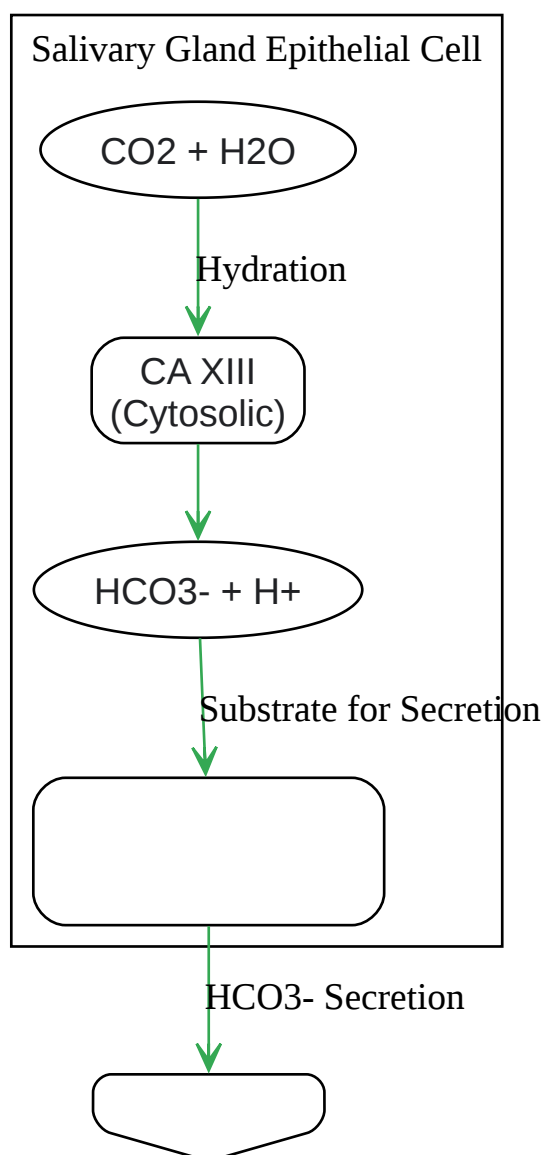 Salivary Gland Epithelial Cell
CO2 + H2O
Hydration
CA XIII
(Cytosolic)
HCO3- + H+
Substrate for Secretion
HCO3- Secretion